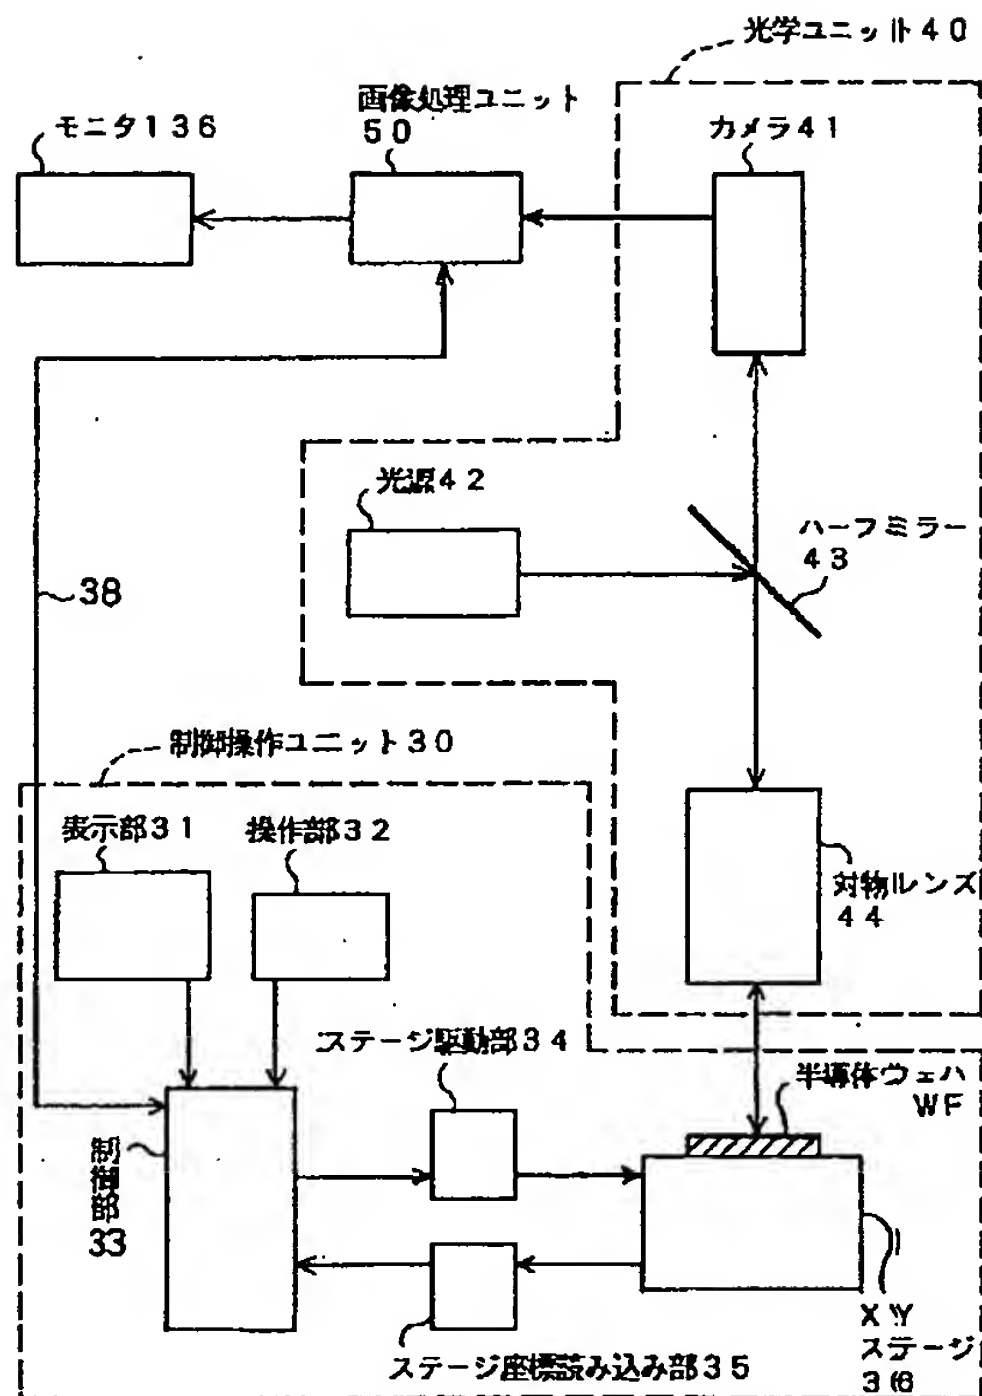 光学ユニット40
画像処理ユニット
50
モニタ136
カメラ41
光源42
ハーフミラー
43
38
制御操作ユニット30
表示部31
操作部32
対物レンズ
44
ステージ駆動部34
半導体ウェハ
WF
制御部33
XY
ステージ
36
ステージ座標読み込み部35